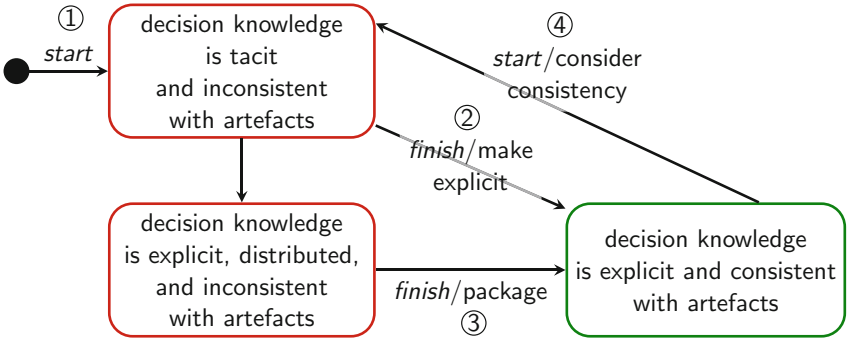 ①
start
decision knowledge
is tacit
and inconsistent
with artefacts
④
start/consider
consistency
②
finish/make
explicit
decision knowledge
is explicit, distributed,
and inconsistent
with artefacts
finish/package
③
decision knowledge
is explicit and consistent
with artefacts